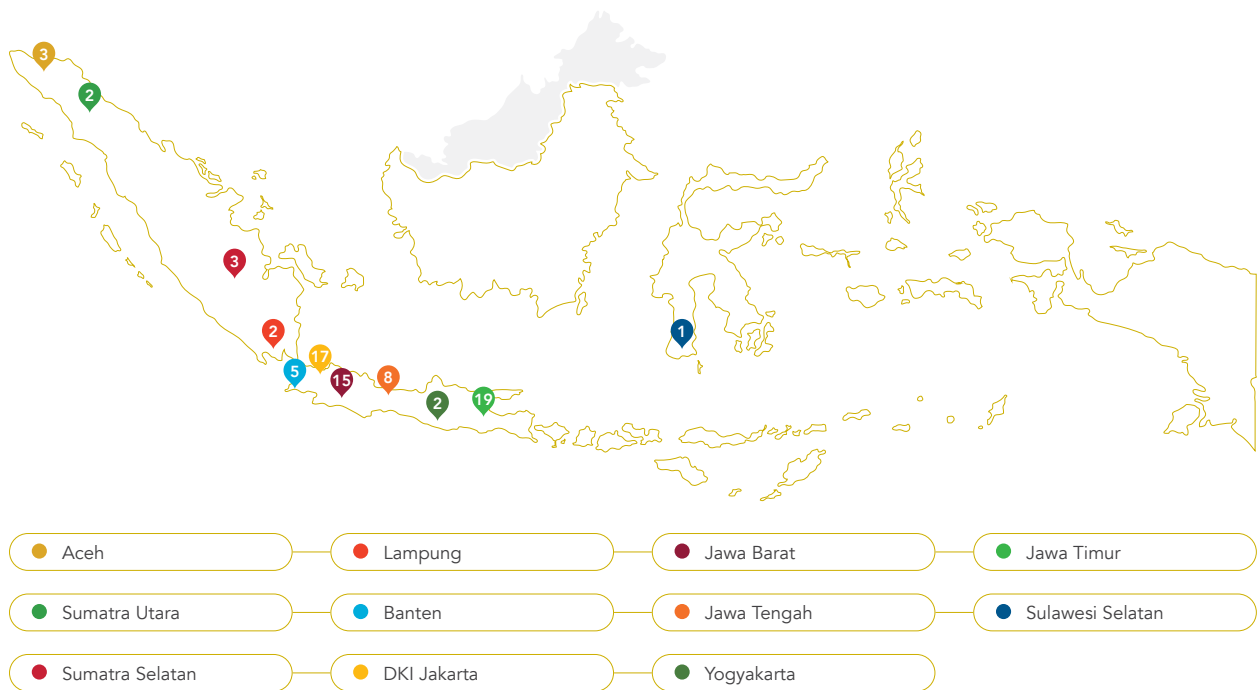 3
2
3
2
1
17
5
15
8
2
19
Aceh
Lampung
Jawa Barat
Jawa Timur
Sumatra Utara
Banten
Jawa Tengah
Sulawesi Selatan
Sumatra Selatan
DKI Jakarta
Yogyakarta